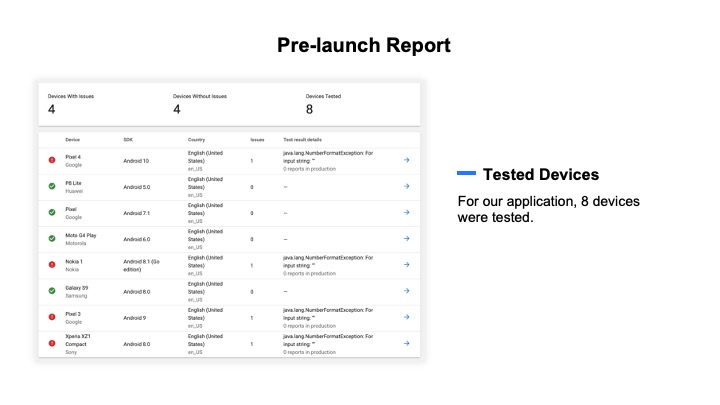 Pre-launch Report
Devices With Issues Devices Without Issues Devices Tested
4 4 8
Device SDK Country Issues Test result details
Pixel 4
Google
Android 10
English (United
States)
en_US
1
java.lang.NumberFormatException: For
input string: ""
0 reports in production
P8 Lite
Huawei
Android 5.0
English (United
States)
en_US
0
—
Pixel
Google
Android 7.1
English (United
States)
en_US
0
—
Moto G4 Play
Motorola
Android 6.0
English (United
States)
en_US
0
—
Nokia 1
Nokia
Android 8.1 (Go
edition)
English (United
States)
en_US
1
java.lang.NumberFormatException: For
input string: ""
0 reports in production
Galaxy S9
Samsung
Android 8.0
English (United
States)
en_US
0
—
Pixel 3
Google
Android 9
English (United
States)
en_US
1
java.lang.NumberFormatException: For
input string: ""
0 reports in production
Xperia XZ1
Compact
Sony
Android 8.0
English (United
States)
en_US
1
java.lang.NumberFormatException: For
input string: ""
0 reports in production
Tested Devices
For our application, 8 devices
were tested.